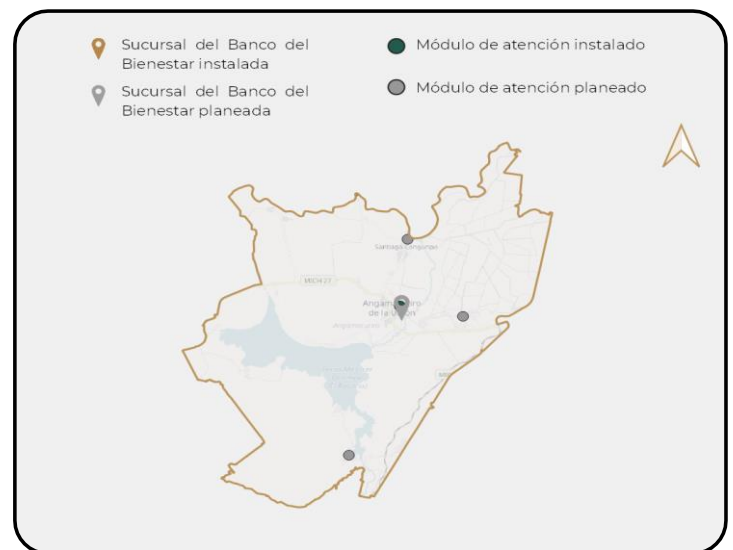 Sucursal del Banco del
Bienestar instalada
Sucursal del Banco del
Bienestar planeada
Módulo de atención instalado
Módulo de atención planeado
MICH 37